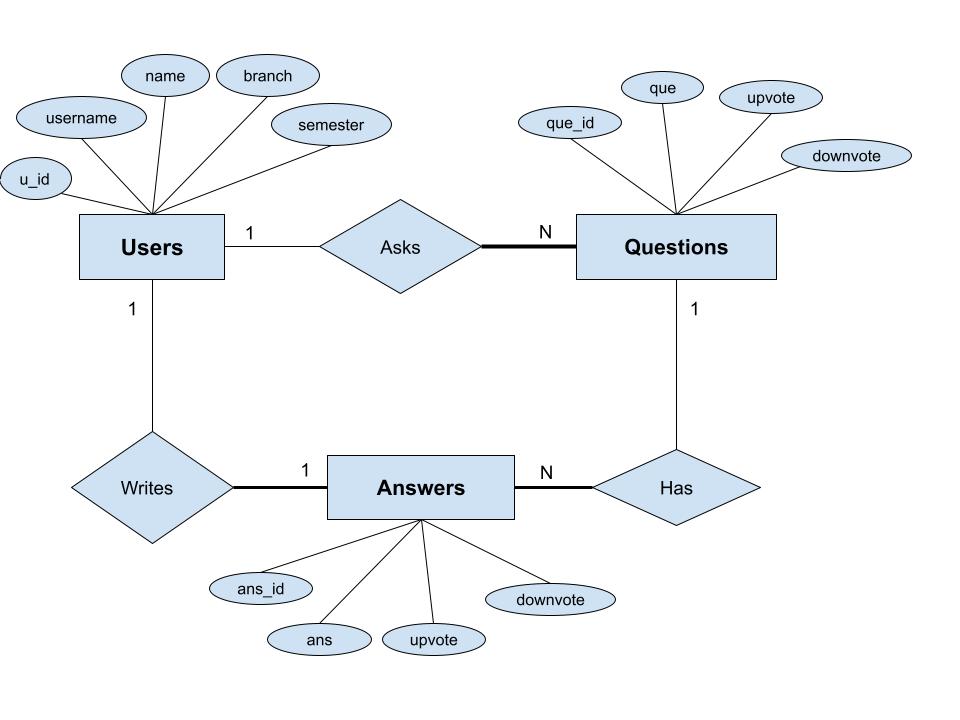 name
branch
que
upvote
username
semester
que_id
downvote
u_id
Users
1
Asks
N
Questions
1
1
Writes
1
Answers
N
Has
ans_id
downvote
ans
upvote